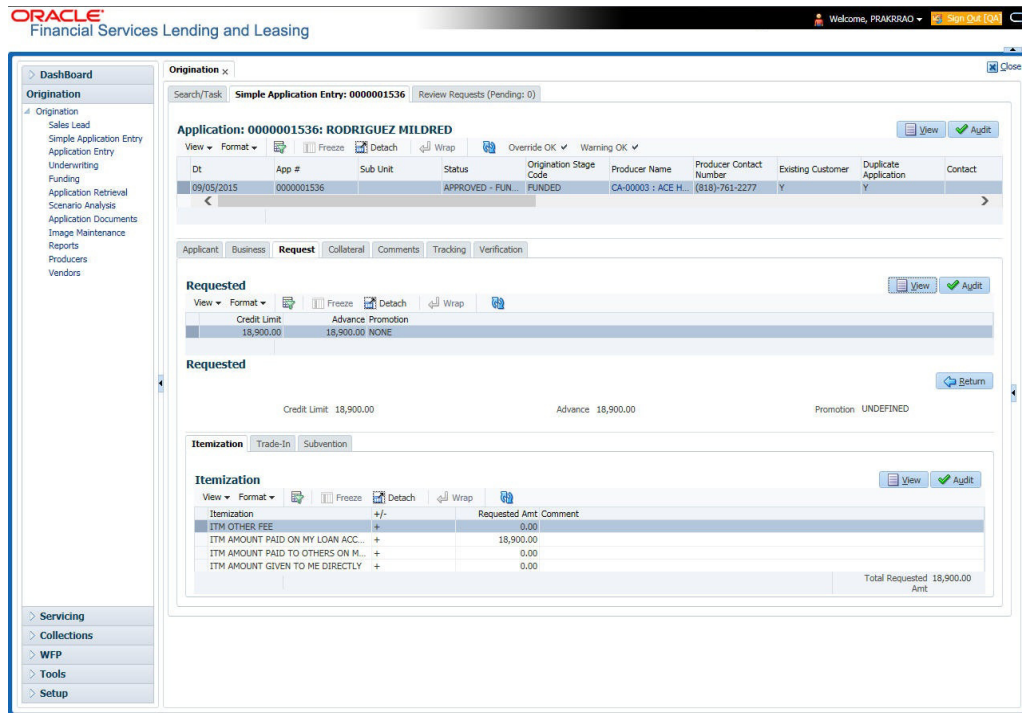 ORACLE
Financial Services Lending and Leasing
Welcome, PRAKRRAO
Sign Out [QA]
Close
DashBoard
Origination
Origination
Sales Lead
Simple Application Entry
Application Entry
Underwriting
Funding
Application Retrieval
Scenario Analysis
Application Documents
Image Maintenance
Reports
Producers
Vendors
Servicing
Collections
WFP
Tools
Setup
Origination x
Search/Task Simple Application Entry: 0000001536 Review Requests (Pending: 0)
Application: 0000001536: RODRIGUEZ MILDRED
View Audit
View Format Freeze Detach Wrap Override OK Warning OK
Dt App # Sub Unit Status Origination Stage Code Producer Name Producer Contact Number Existing Customer Duplicate Application Contact
09/05/2015 0000001536 APPROVED - FUN... FUNDED CA-00003 : ACE H... (818)-761-2277 Y Y
Applicant Business Request Collateral Comments Tracking Verification
Requested
View Audit
View Format Freeze Detach Wrap
Credit Limit Advance Promotion
18,900.00 18,900.00 NONE
Requested
Return
Credit Limit 18,900.00 Advance 18,900.00 Promotion UNDEFINED
Itemization Trade-In Subvention
Itemization
View Audit
View Format Freeze Detach Wrap
Itemization +/- Requested Amt Comment
ITM OTHER FEE + 0.00
ITM AMOUNT PAID ON MY LOAN ACC... + 18,900.00
ITM AMOUNT PAID TO OTHERS ON M... + 0.00
ITM AMOUNT GIVEN TO ME DIRECTLY + 0.00
Total Requested Amt 18,900.00